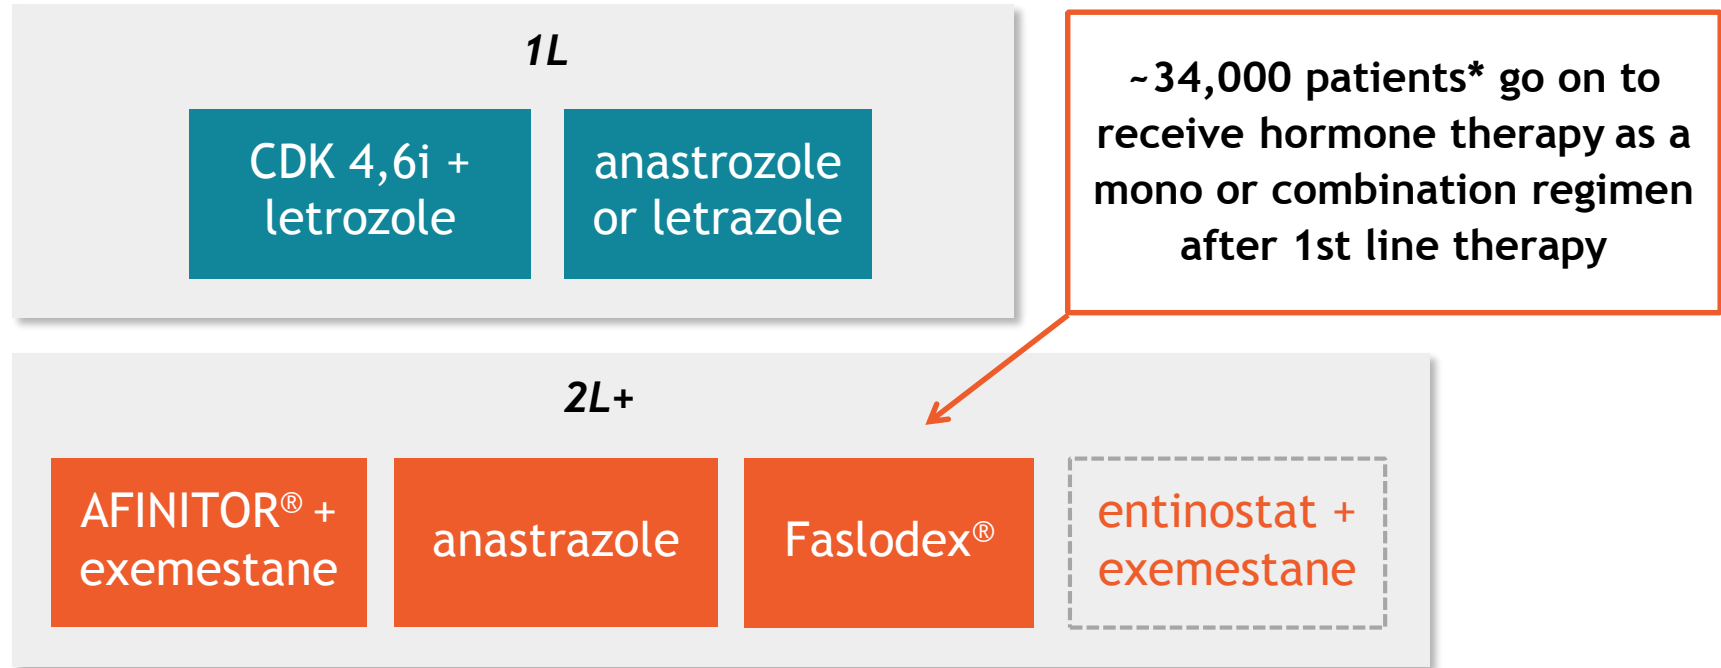 1L
CDK 4,6i +
letrozole
anastrozole
or letrazole
~34,000 patients* go on to
receive hormone therapy as a
mono or combination regimen
after 1st line therapy
2L+
AFINITOR® +
exemestane
anastrazole
Faslodex®
entinostat +
exemestane